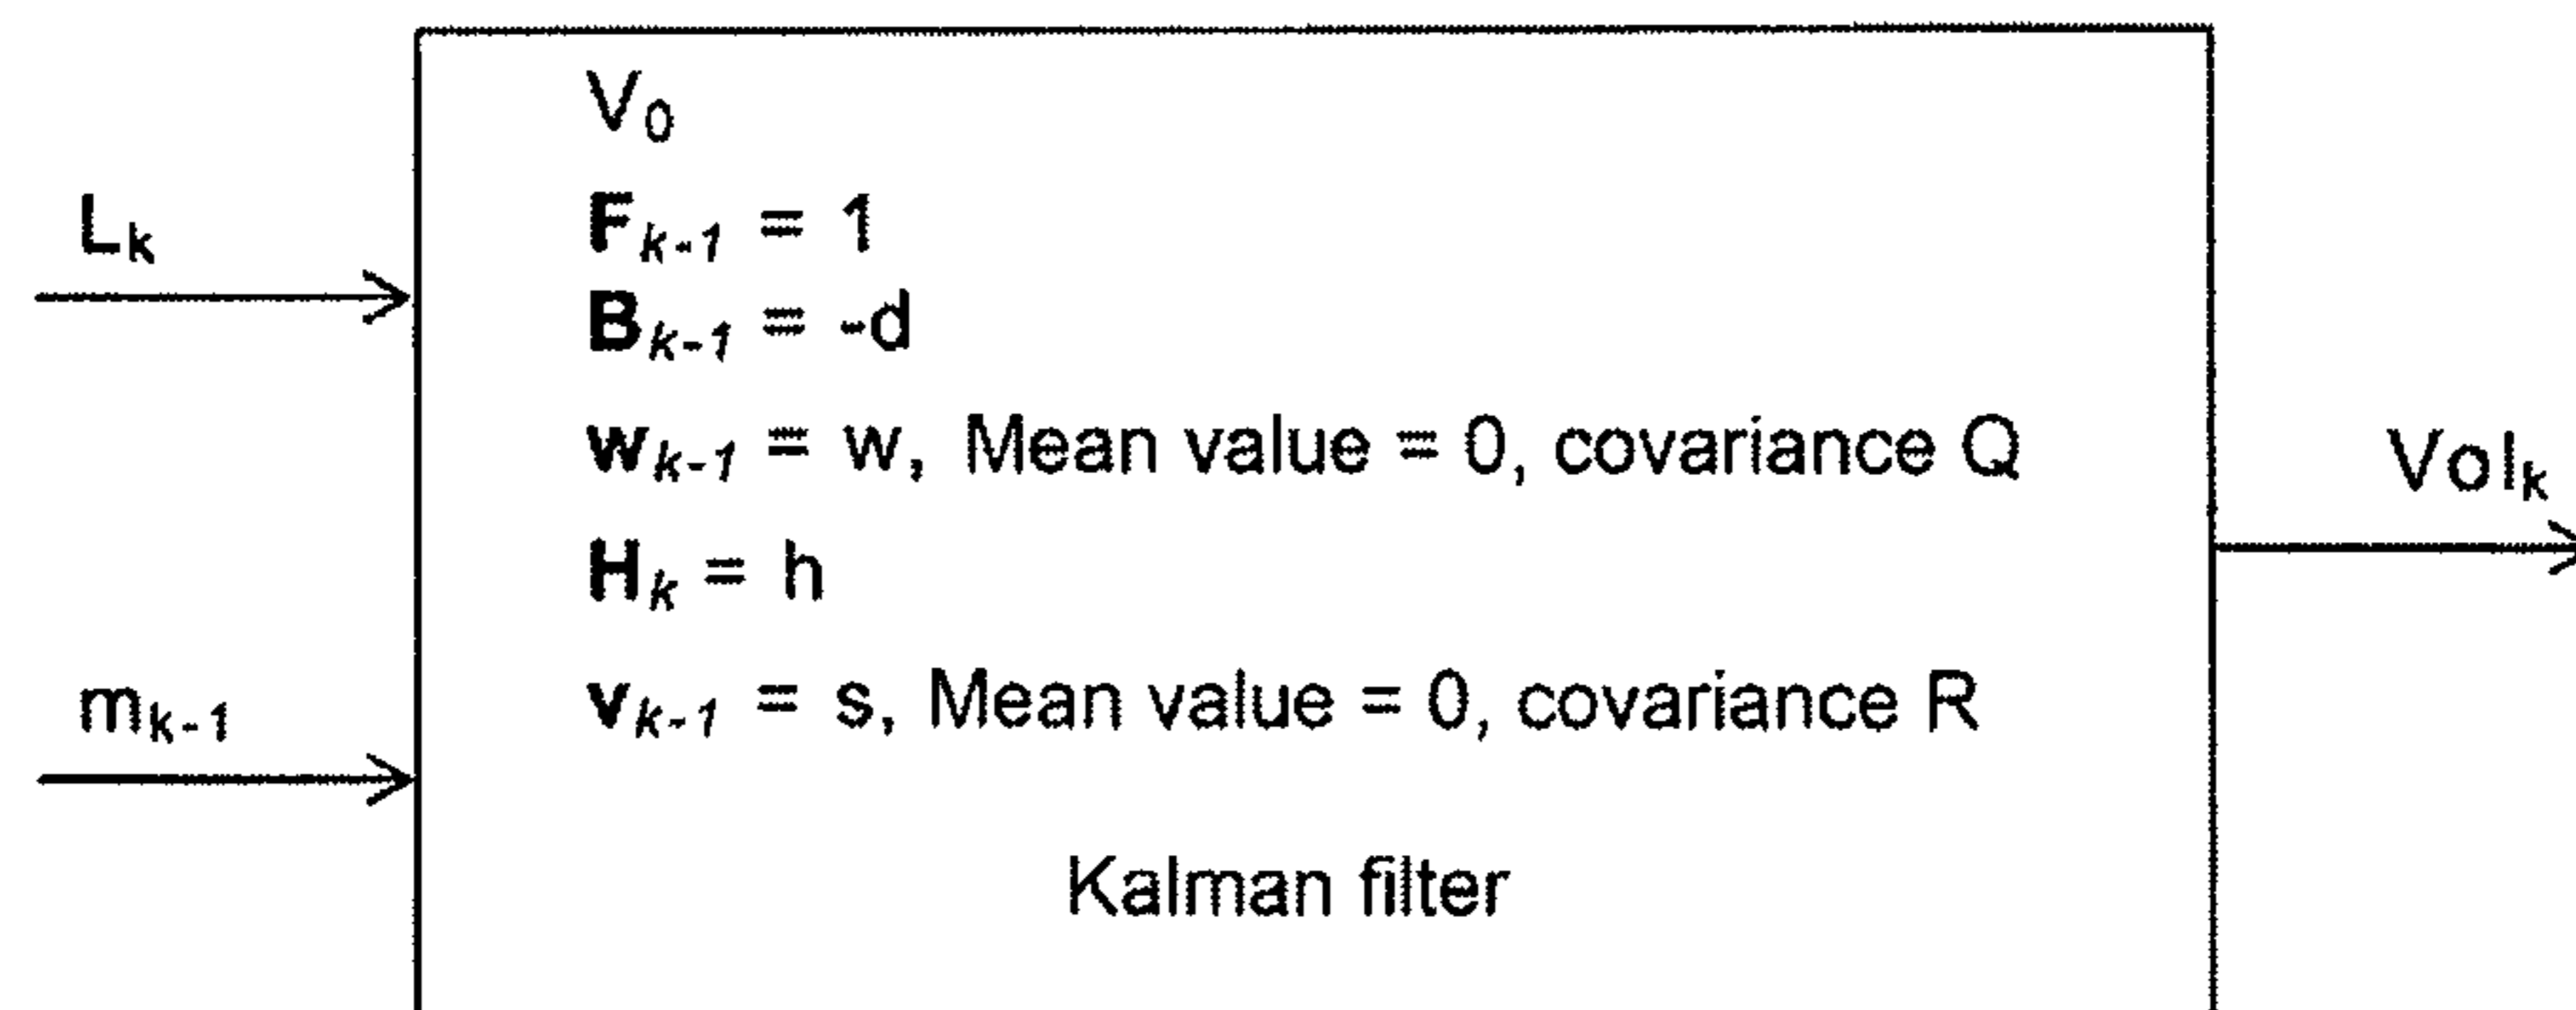 V₀
Lₖ
Fₖ₋₁ = 1
Bₖ₋₁ = -d
wₖ₋₁ = w, Mean value = 0, covariance Q
Volₖ
Hₖ = h
mₖ₋₁
vₖ₋₁ = s, Mean value = 0, covariance R
Kalman filter